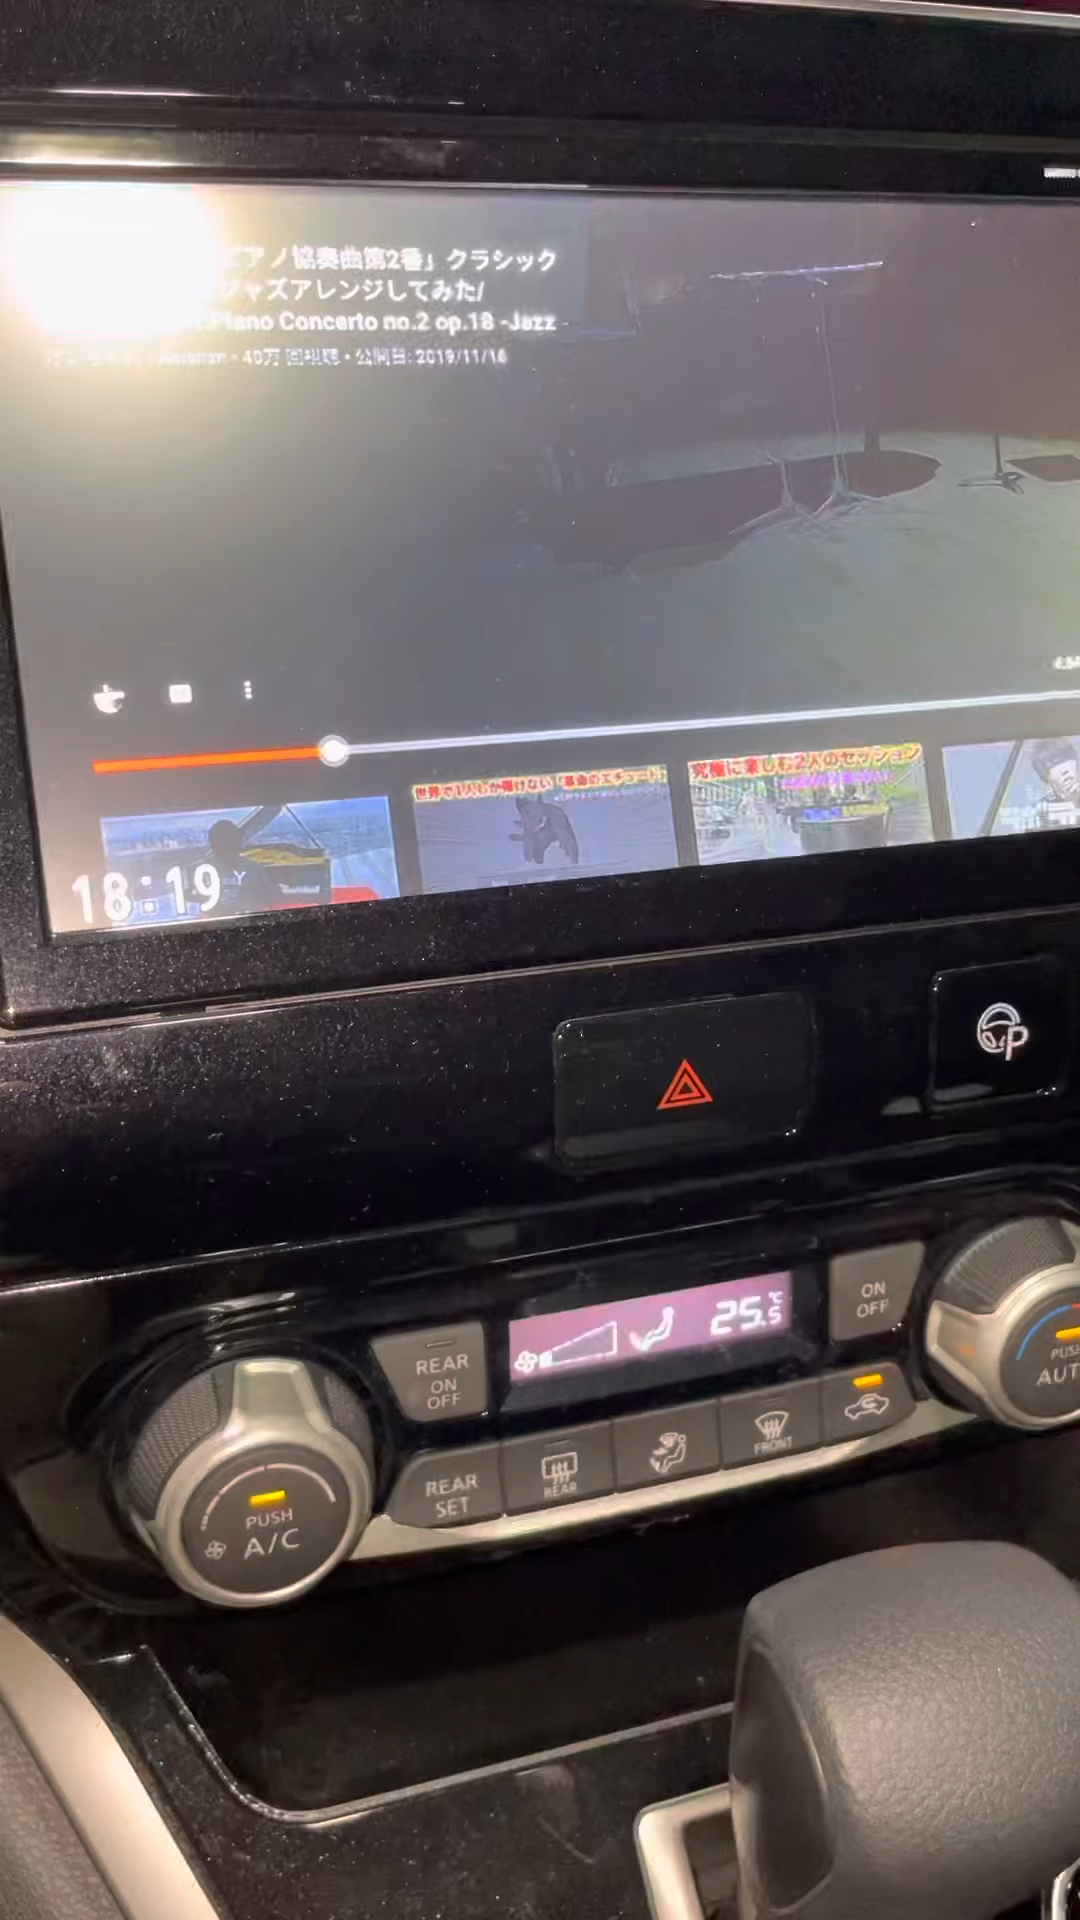 ピアノ協奏曲第2番」クラシック
ジャズアレンジしてみた/
Piano Concerto no.2 op.18 -Jazz
40万 回視聴・公開日: 2019/11/16
世界で1人しか弾けない「革命のエチュード」
究極に楽しむ2人のセッション
18:19
P
25.5℃
ON
OFF
REAR
ON
OFF
PUSH
AUT
FRONT
REAR
REAR
SET
PUSH
A/C